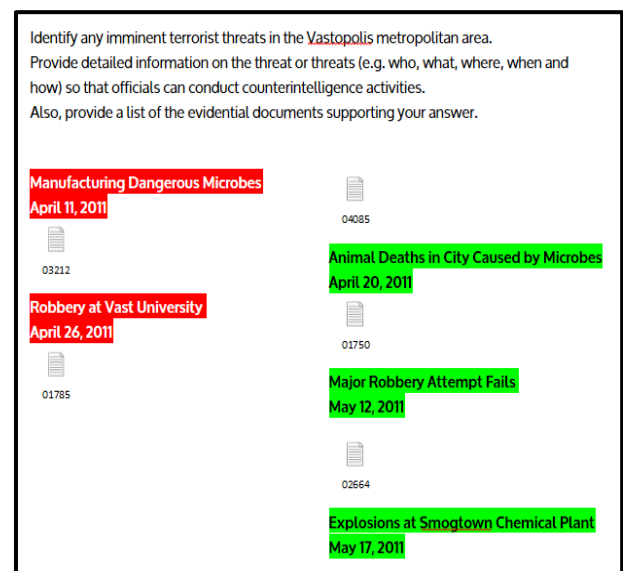 Identify any imminent terrorist threats in the Vastopolis metropolitan area.
Provide detailed information on the threat or threats (e.g. who, what, where, when and
how) so that officials can conduct counterintelligence activities.
Also, provide a list of the evidential documents supporting your answer.
Manufacturing Dangerous Microbes
April 11, 2011
03212
Robbery at Vast University
April 26, 2011
01785
04085
Animal Deaths in City Caused by Microbes
April 20, 2011
01750
Major Robbery Attempt Fails
May 12, 2011
02664
Explosions at Smogtown Chemical Plant
May 17, 2011